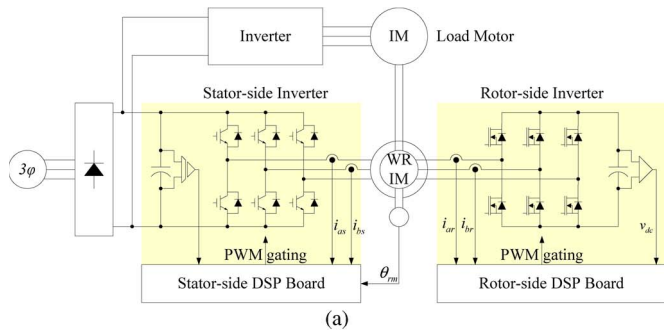 Inverter
IM
Load Motor
Stator-side Inverter
Rotor-side Inverter
3φ
WR
IM
i_as
i_bs
i_ar
i_br
v_dc
PWM gating
PWM gating
θ_rm
Stator-side DSP Board
Rotor-side DSP Board
(a)